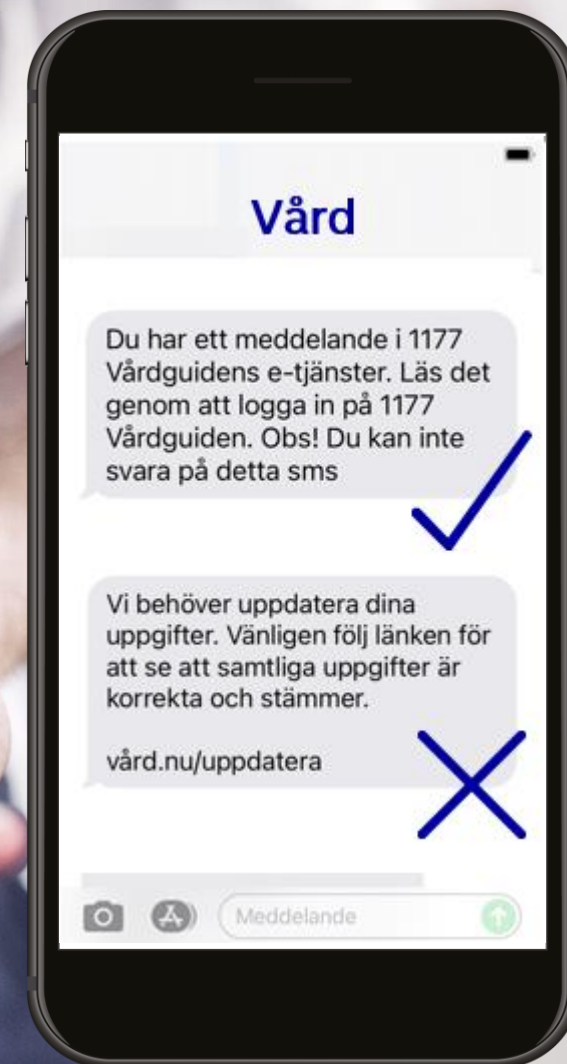 Vård
Du har ett meddelande i 1177
Vårdguidens e-tjänster. Läs det
genom att logga in på 1177
Vårdguiden. Obs! Du kan inte
svara på detta sms
Vi behöver uppdatera dina
uppgifter. Vänligen följ länken för
att se att samtliga uppgifter är
korrekta och stämmer.
vård.nu/uppdatera
Meddelande